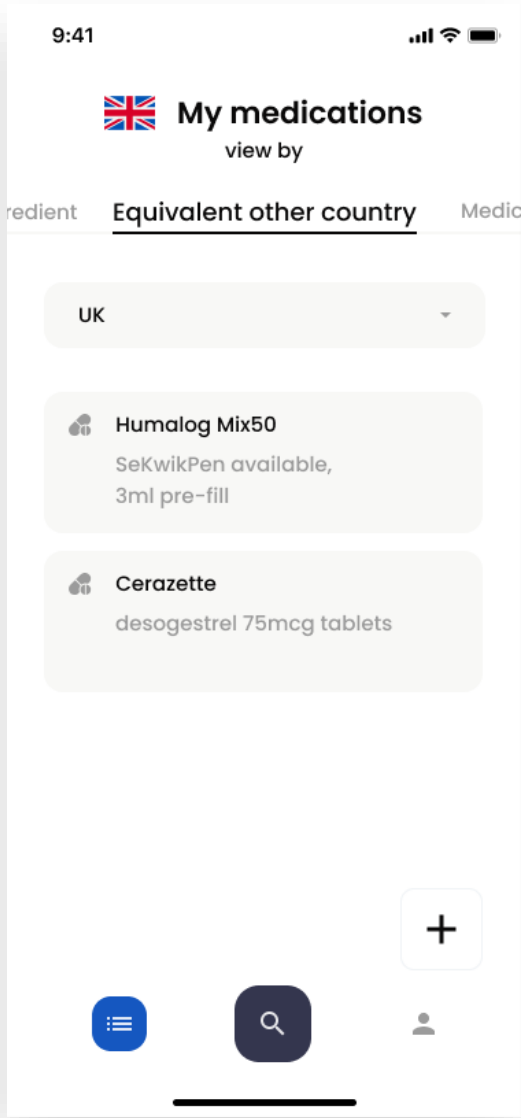 9:41
My medications
view by
redient
Equivalent other country
Medic
UK
Humalog Mix50
SeKwikPen available,
3ml pre-fill
Cerazette
desogestrel 75mcg tablets